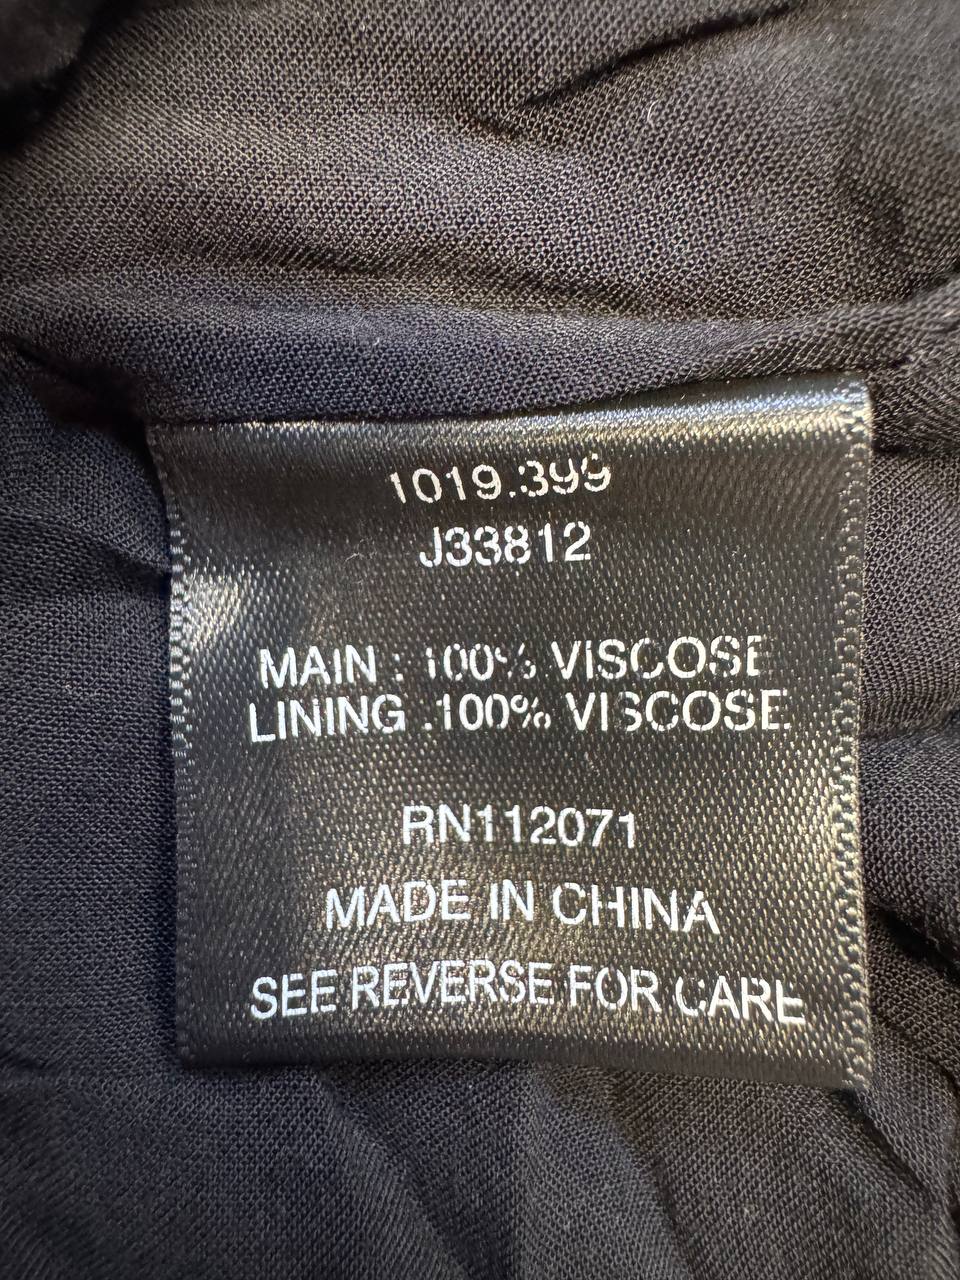 1019.399
J33812
MAIN : 100% VISCOSE
LINING :100% VISCOSE
RN112071
MADE IN CHINA
SEE REVERSE FOR CARE